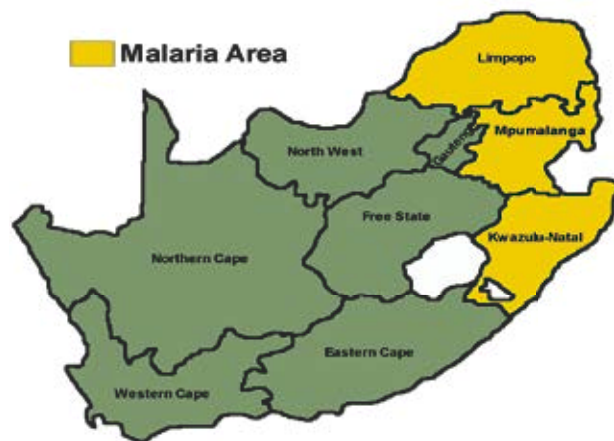 Malaria Area
Limpopo
Mpumalanga
Gauteng
North West
Free State
Kwazulu-Natal
Northern Cape
Eastern Cape
Western Cape